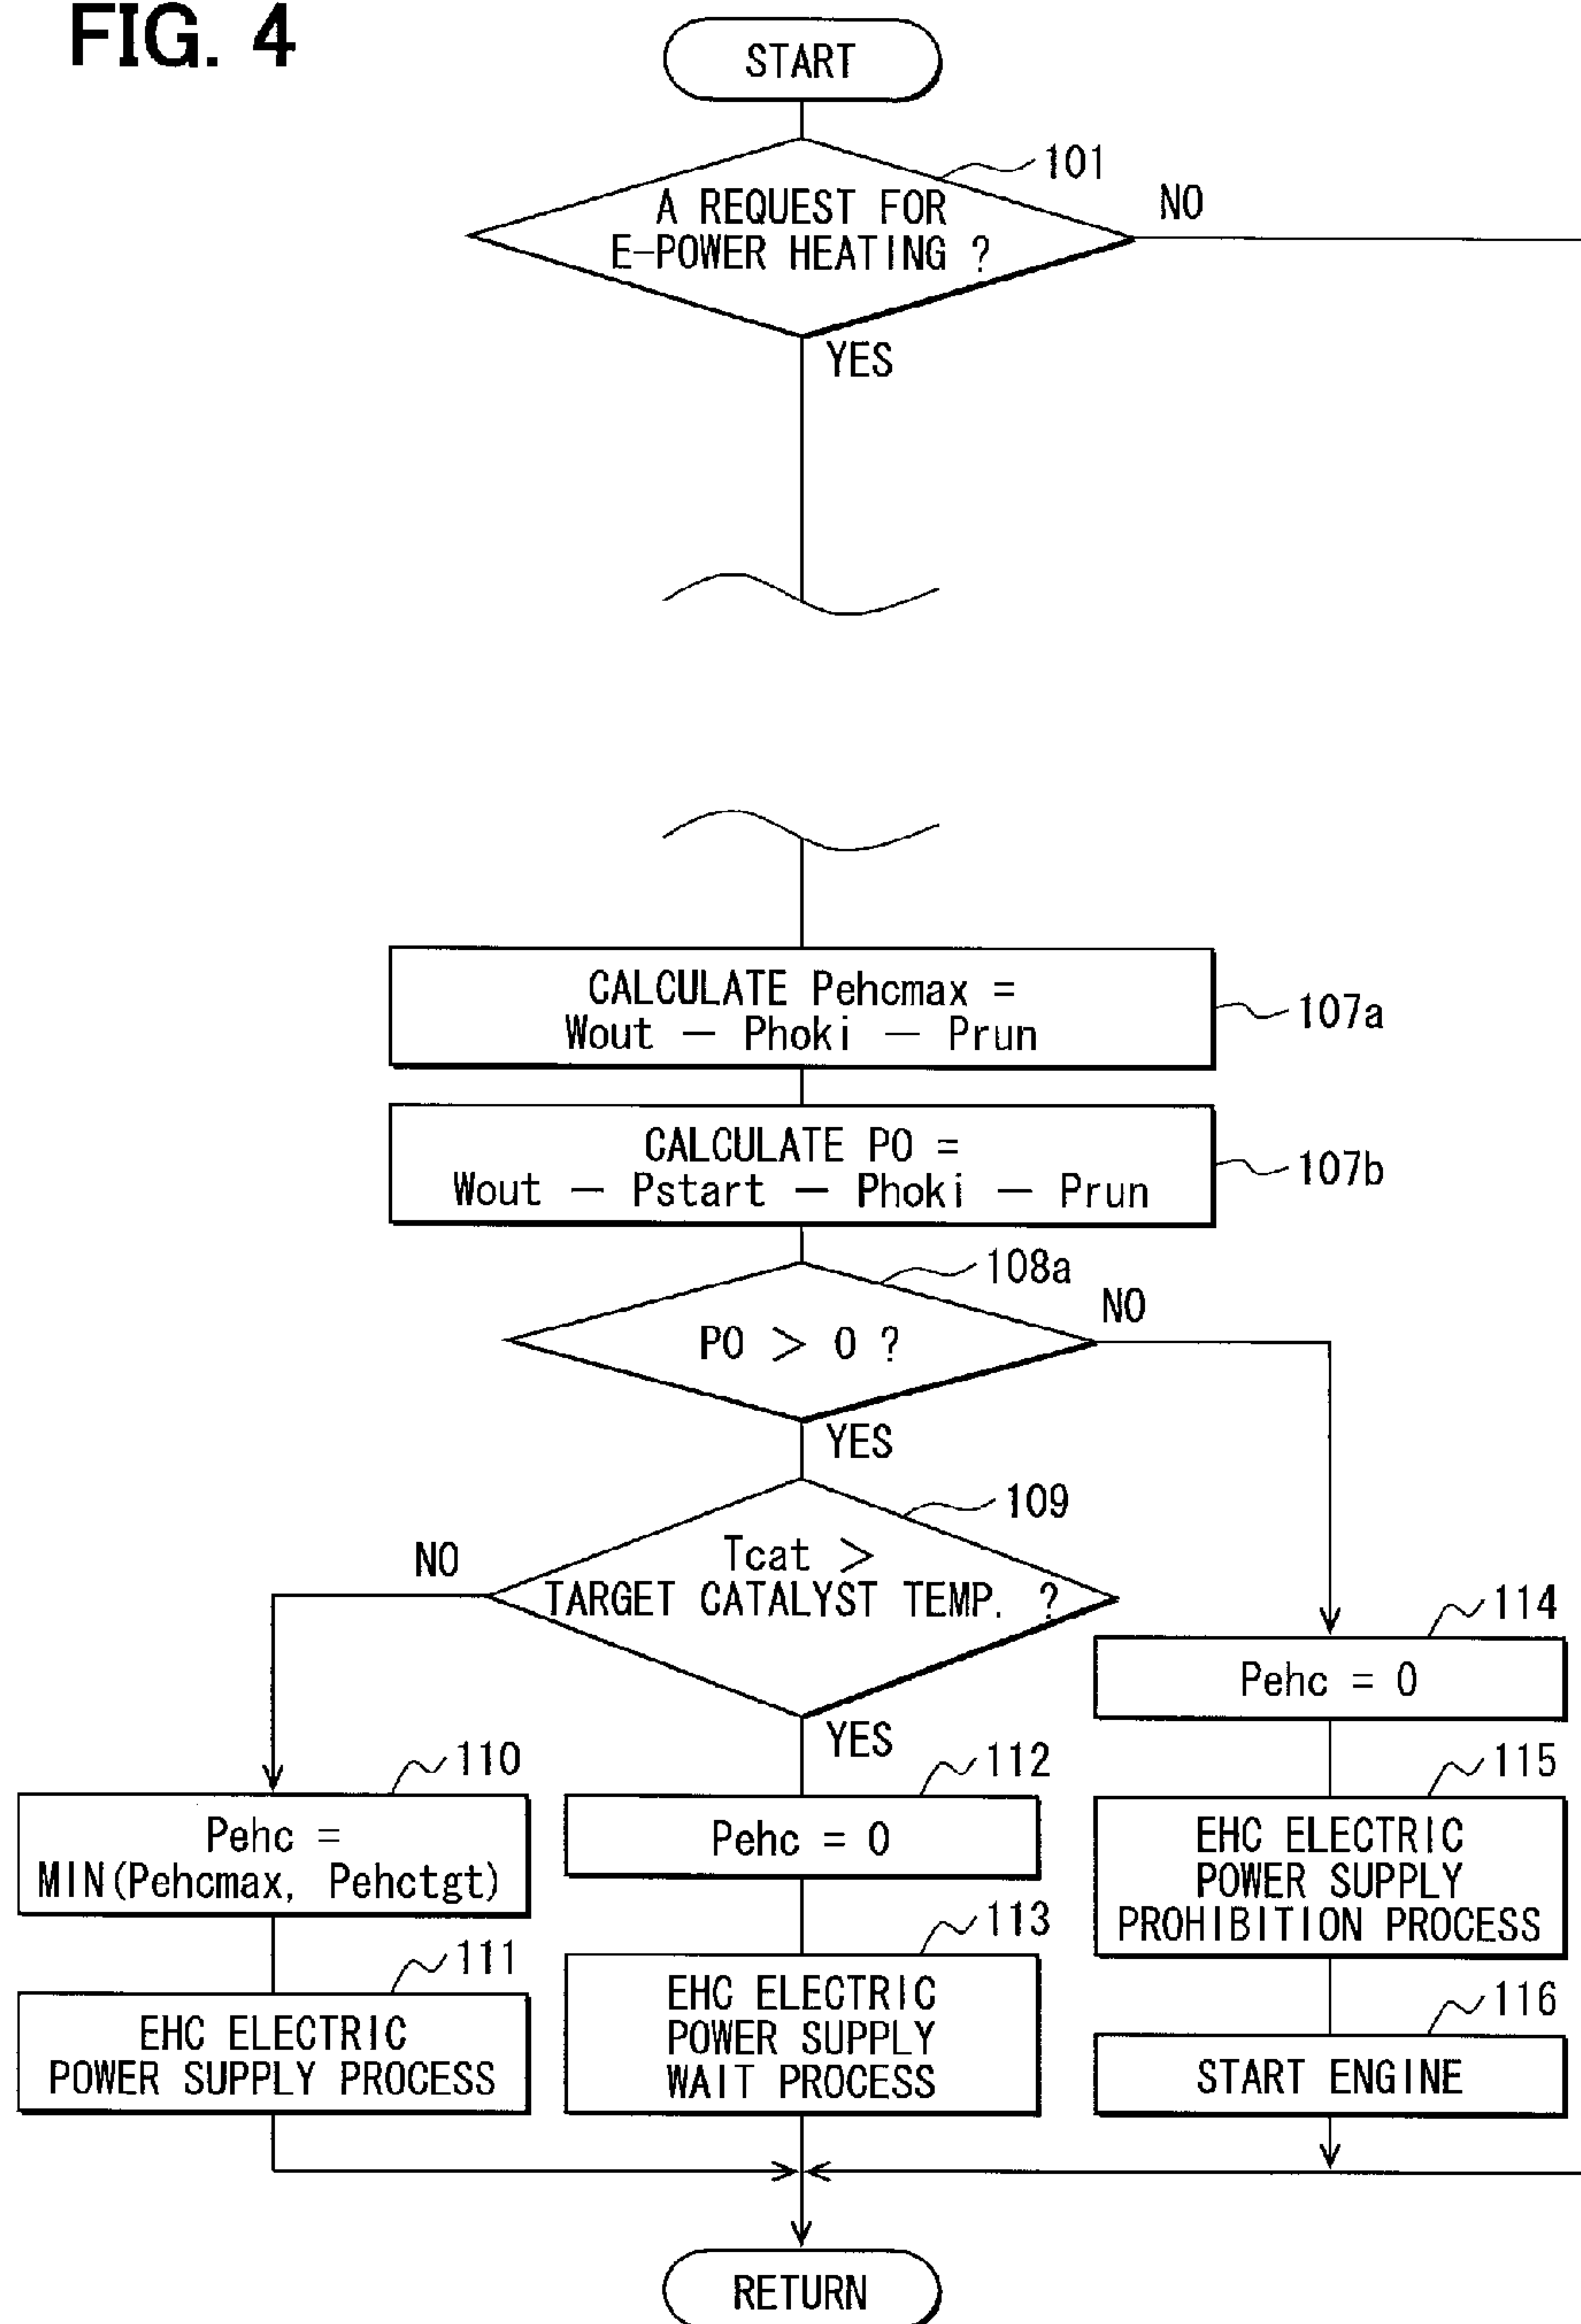 FIG. 4
START
101
A REQUEST FOR
E-POWER HEATING ?
NO
YES
CALCULATE Pehcmax =
Wout — Phoki — Prun
107a
CALCULATE P0 =
Wout — Pstart — Phoki — Prun
107b
108a
P0 > 0 ?
NO
YES
109
Tcat >
TARGET CATALYST TEMP. ?
NO
YES
110
Pehc =
MIN(Pehcmax, Pehctgt)
111
EHC ELECTRIC
POWER SUPPLY PROCESS
112
Pehc = 0
113
EHC ELECTRIC
POWER SUPPLY
WAIT PROCESS
114
Pehc = 0
115
EHC ELECTRIC
POWER SUPPLY
PROHIBITION PROCESS
116
START ENGINE
RETURN